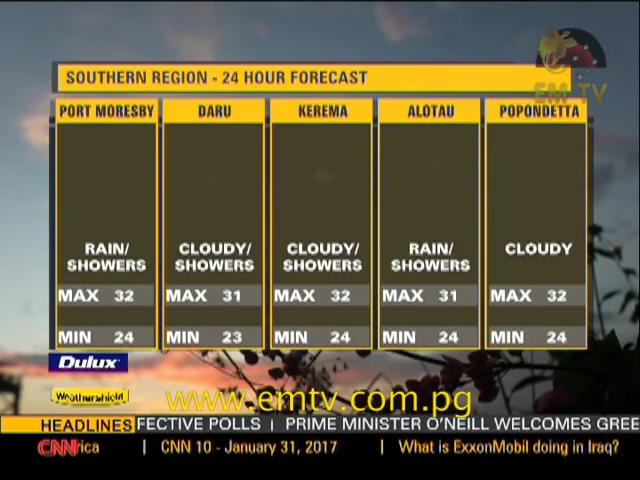 EM TV
SOUTHERN REGION - 24 HOUR FORECAST
PORT MORESBY DARU KEREMA ALOTAU POPONDETTA
RAIN/ CLOUDY/ CLOUDY/ RAIN/ CLOUDY
SHOWERS SHOWERS SHOWERS SHOWERS
MAX 32 MAX 31 MAX 32 MAX 31 MAX 32
MIN 24 MIN 23 MIN 24 MIN 24 MIN 24
Dulux
Weathershield
www.emtv.com.pg
HEADLINES FECTIVE POLLS | PRIME MINISTER O'NEILL WELCOMES GREE
CNN rica | CNN 10 - January 31, 2017 | What is ExxonMobil doing in Iraq?